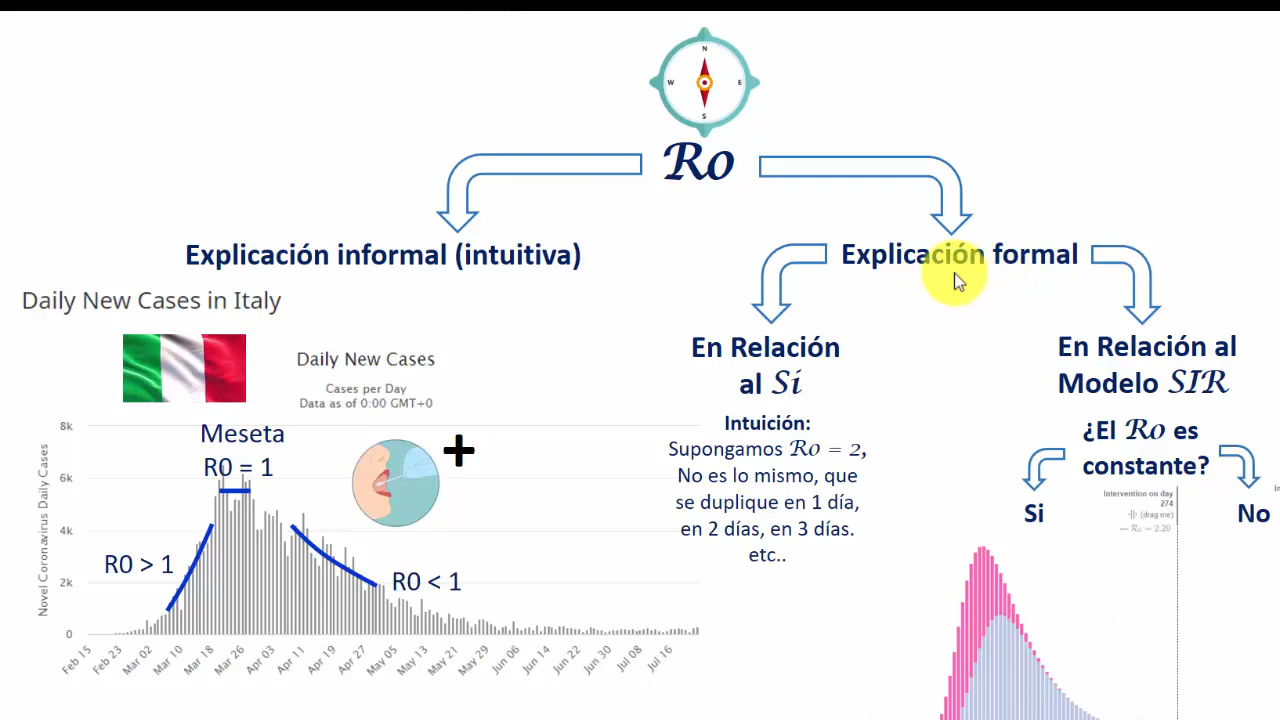 N
W
E
S
Ro
Explicación informal (intuitiva)
Explicación formal
Daily New Cases in Italy
Daily New Cases
Cases per Day
Data as of 0:00 GMT+0
Novel Coronavirus Daily Cases
8k
6k
4k
2k
0
Meseta
R0 = 1
R0 > 1
R0 < 1
Feb 15
Feb 23
Mar 02
Mar 10
Mar 18
Mar 26
Apr 03
Apr 11
Apr 19
Apr 27
May 05
May 13
May 21
May 29
Jun 06
Jun 14
Jun 22
Jun 30
Jul 08
Jul 16
En Relación
al Si
Intuición:
Supongamos Ro = 2,
No es lo mismo, que
se duplique en 1 día,
en 2 días, en 3 días.
etc..
En Relación al
Modelo SIR
¿El Ro es
constante?
Si
No
Intervention on day
274
(drag me)
← R₀ = 2.20